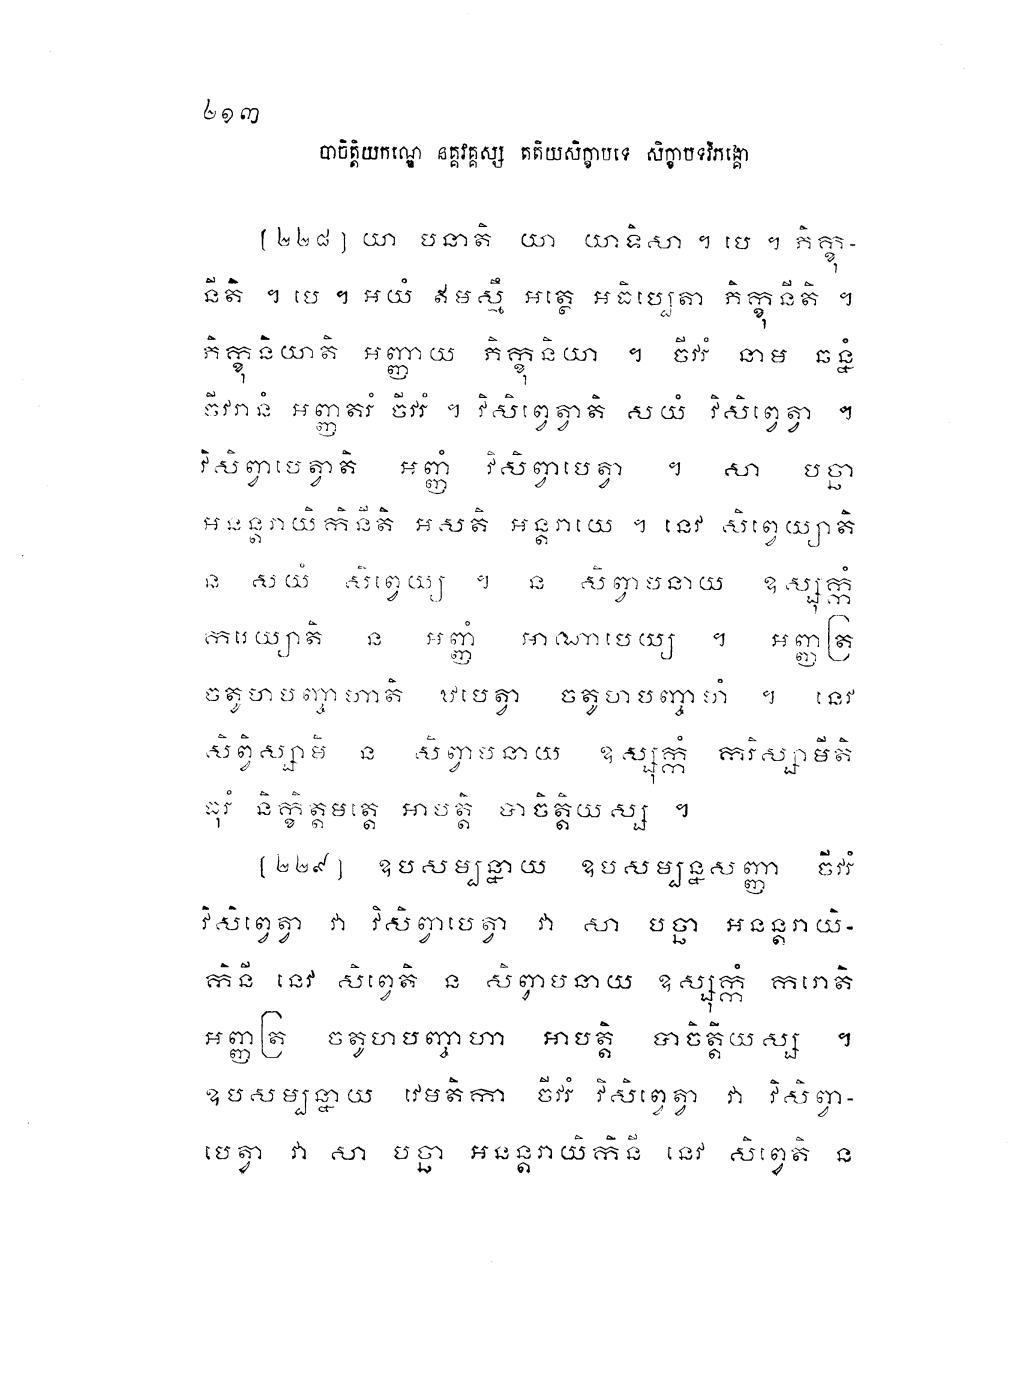 ២១៣
បាចិត្តិយកណ្ឌេ នគ្គវគ្គស្ស តតិយសិក្ខាបទេ សិក្ខាបទវិភង្គោ
[២២៨] យា បនាតិ យា យាទិសា ។ បេ ។ ភិក្ខុ-
នីតិ ។ បេ ។ អយំ ឥមស្មឹ អត្ថេ អធិប្បេតា ភិក្ខុនីតិ ។
ភិក្ខុនិយាតិ អញ្ញាយ ភិក្ខុនិយា ។ ចីវរំ នាម ឆន្នំ
ចីវរានំ អញ្ញតរំ ចីវរំ ។ វិសិព្វេត្វាតិ សយំ វិសិព្វេត្វា ។
វិសិព្វាបេត្វាតិ អញ្ញំ វិសិព្វាបេត្វា ។ សា បច្ឆា
អនន្តរាយិកិនីតិ អសតិ អន្តរាយេ ។ នេវ សិព្វេយ្យាតិ
ន សយំ សិព្វេយ្យ ។ ន សិព្វាបនាយ ឧស្សុក្កំ
ករេយ្យាតិ ន អញ្ញំ អាណាបេយ្យ ។ អញ្ញត្រ
ចតូហបញ្ចាហាតិ ឋបេត្វា ចតូហបញ្ចាហំ ។ នេវ
សិព្វិស្សាមិ ន សិព្វាបនាយ ឧស្សុក្កំ ករិស្សាមីតិ
ធុរំ និក្ខិត្តមត្តេ អាបត្តិ បាចិត្តិយស្ស ។
[២២៩] ឧបសម្បន្នាយ ឧបសម្បន្នសញ្ញា ចីវរំ
វិសិព្វេត្វា វា វិសិព្វាបេត្វា វា សា បច្ឆា អនន្តរាយិ-
កិនី នេវ សិព្វេតិ ន សិព្វាបនាយ ឧស្សុក្កំ ករោតិ
អញ្ញត្រ ចតូហបញ្ចាហា អាបត្តិ បាចិត្តិយស្ស ។
ឧបសម្បន្នាយ វេមតិកា ចីវរំ វិសិព្វេត្វា វា វិសិព្វា-
បេត្វា វា សា បច្ឆា អនន្តរាយិកិនី នេវ សិព្វេតិ ន